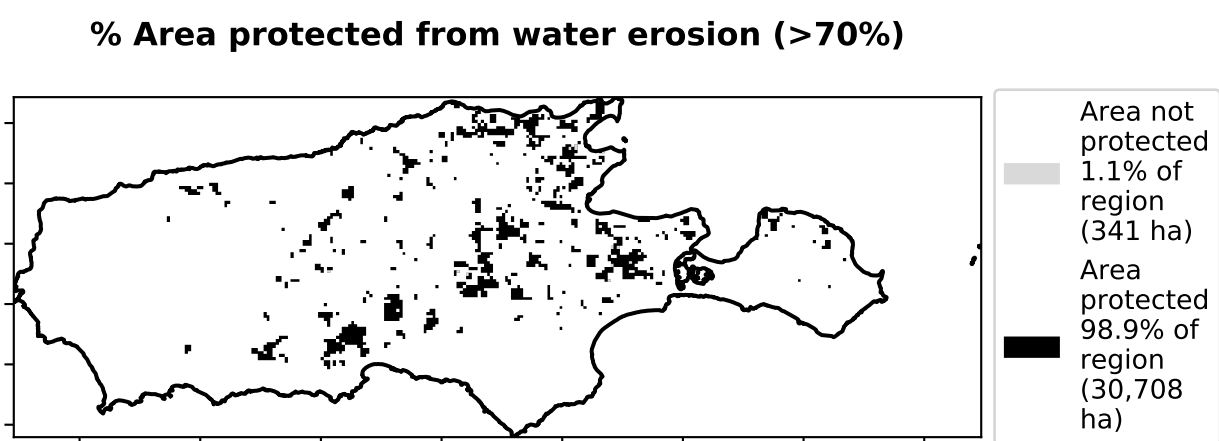 % Area protected from water erosion (>70%)
Area not
protected
1.1% of
region
(341 ha)
Area
protected
98.9% of
region
(30,708
ha)